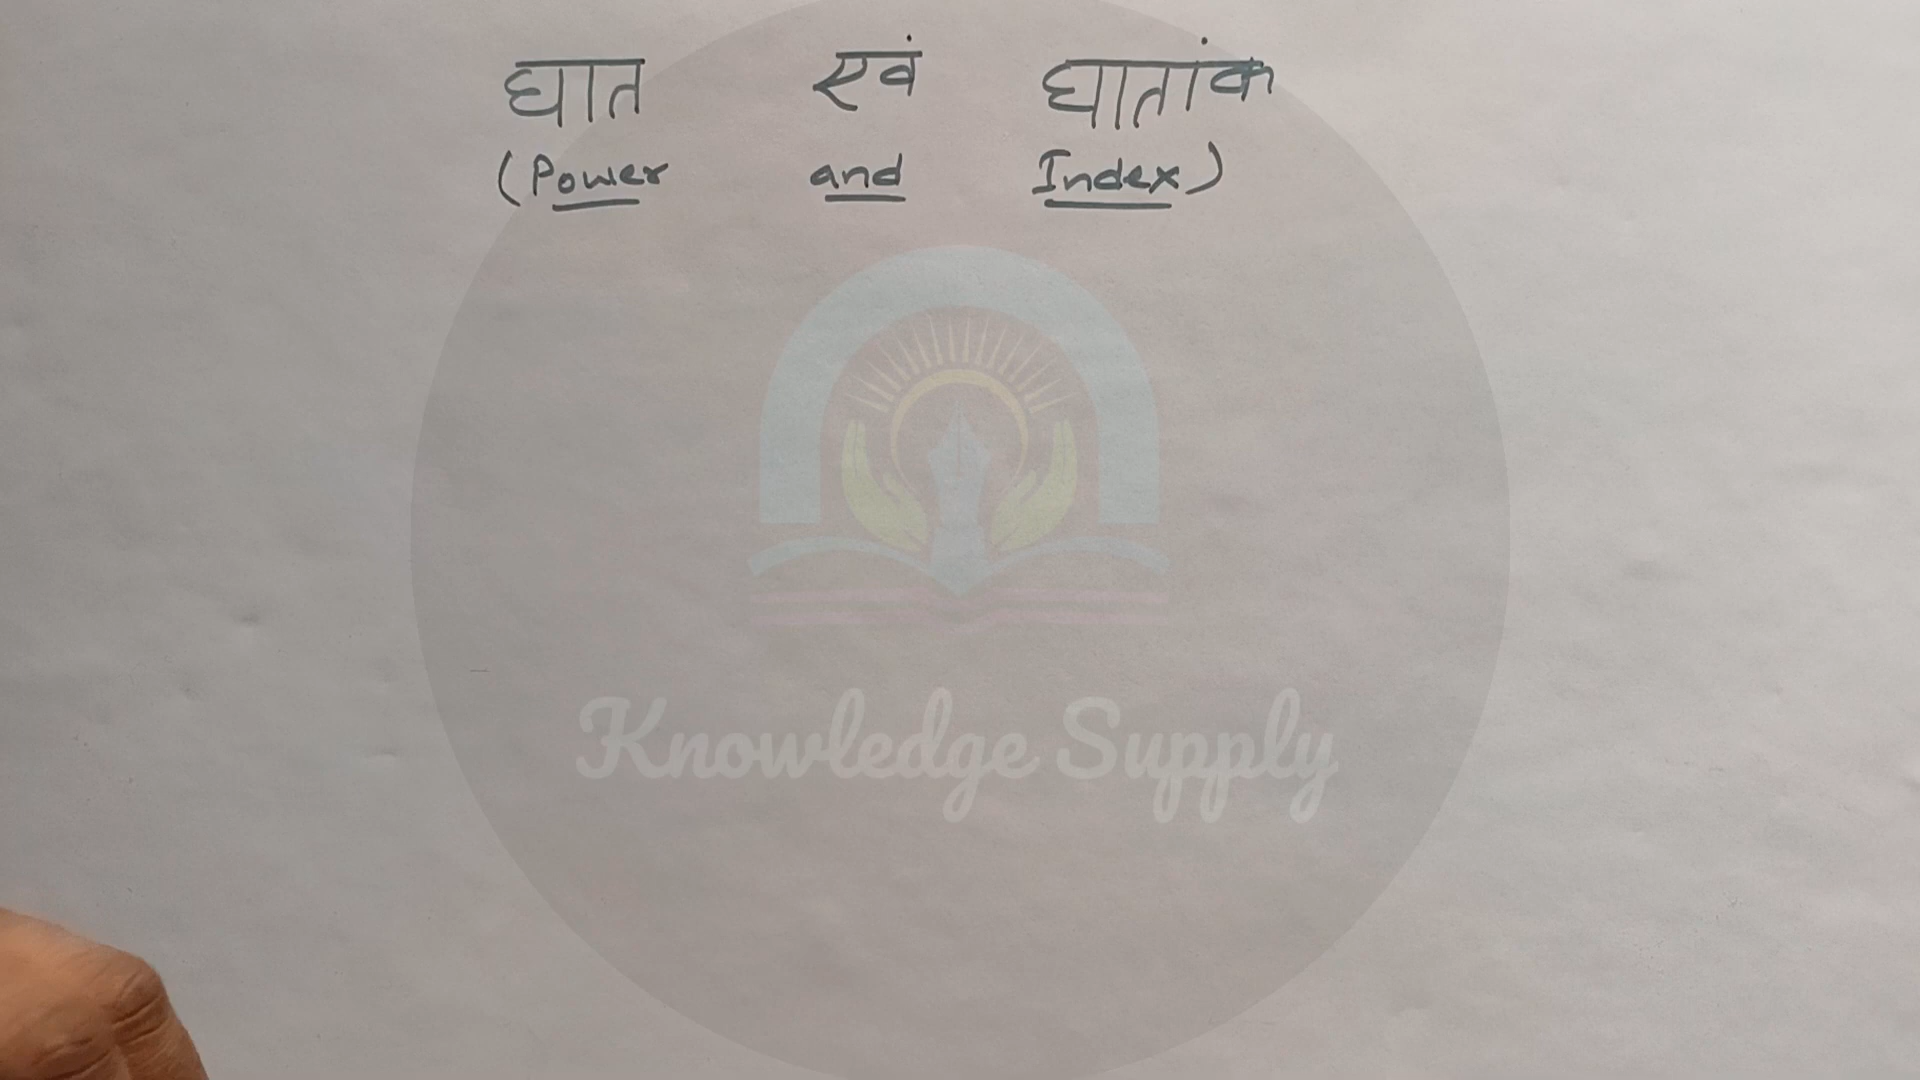 घात एवं घातांक
(Power and Index)
Knowledge Supply